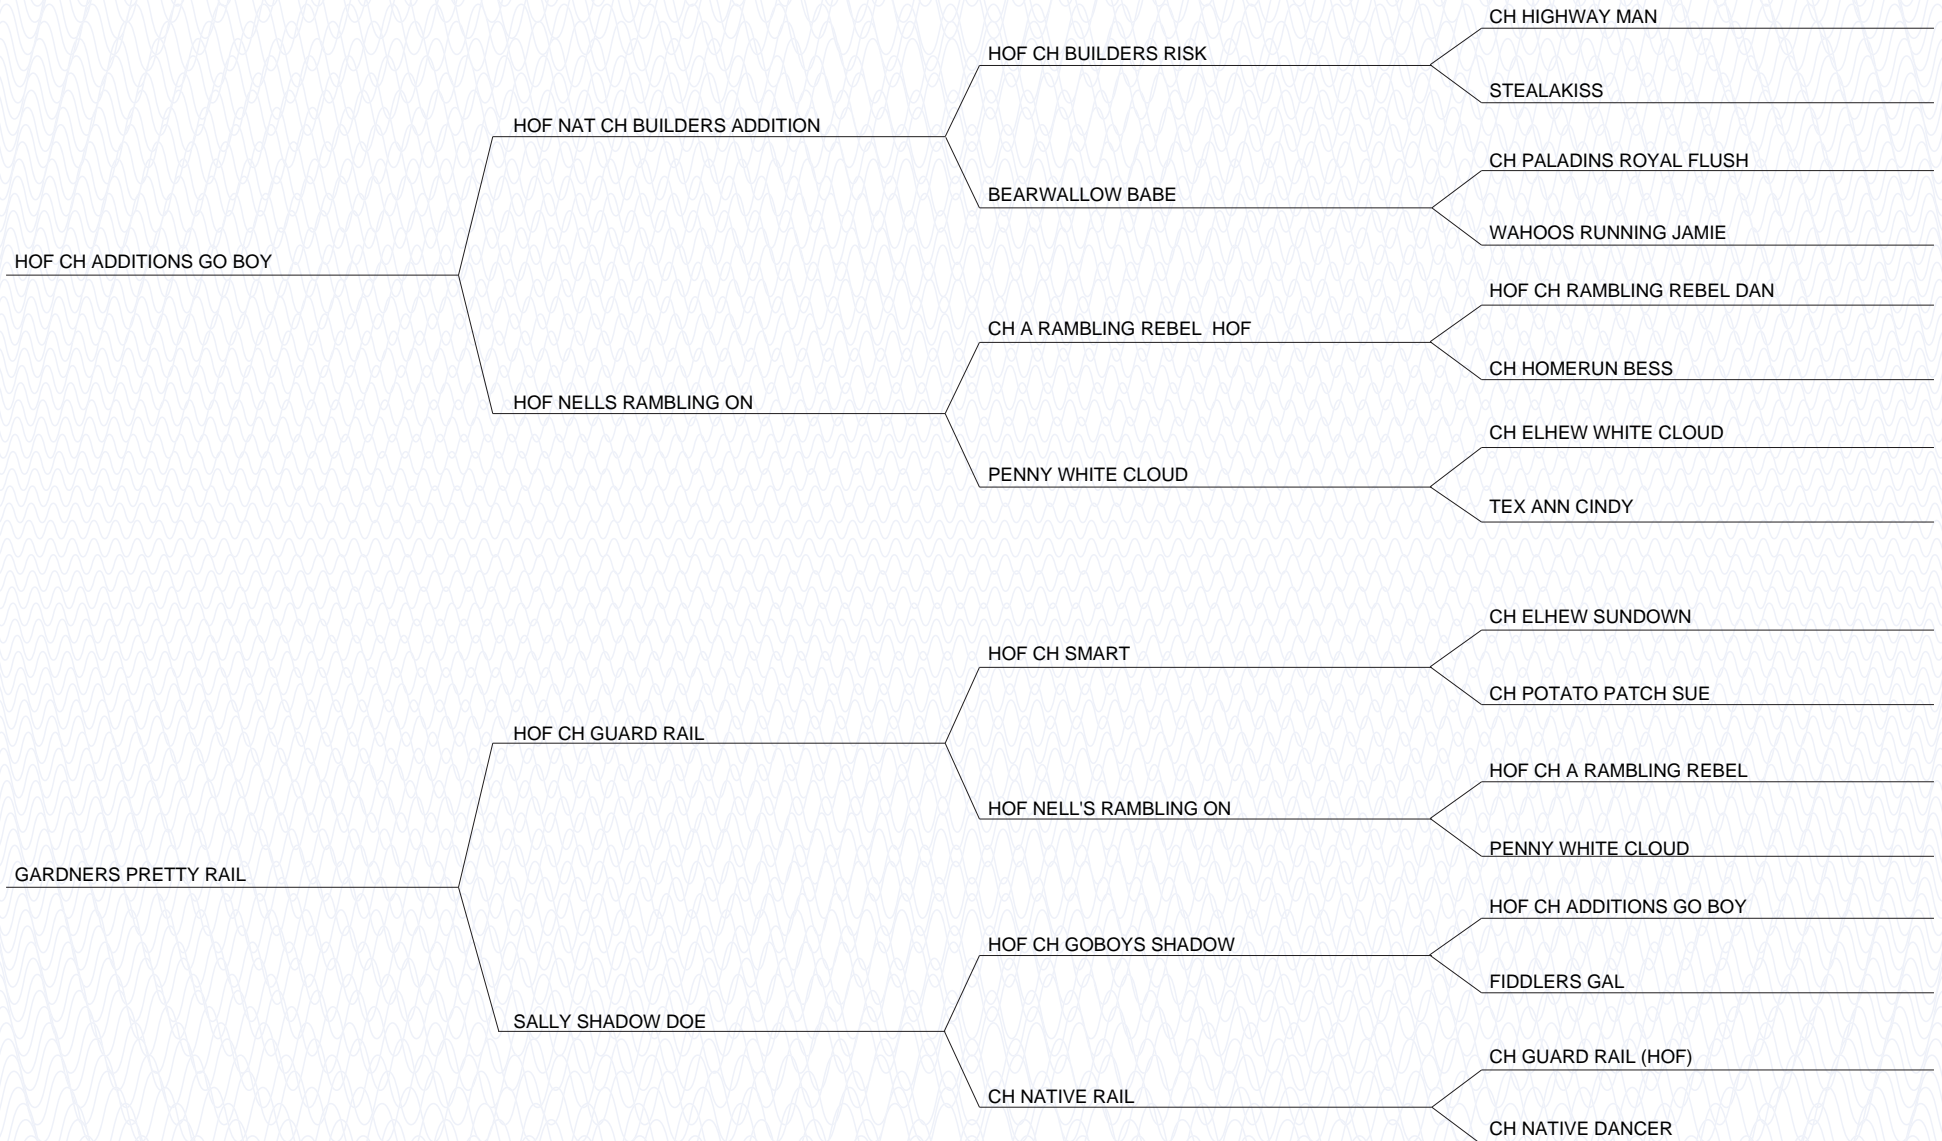 CH HIGHWAY MAN
HOF CH BUILDERS RISK
STEALAKISS
HOF NAT CH BUILDERS ADDITION
CH PALADINS ROYAL FLUSH
BEARWALLOW BABE
WAHOOS RUNNING JAMIE
HOF CH ADDITIONS GO BOY
HOF CH RAMBLING REBEL DAN
CH A RAMBLING REBEL  HOF
CH HOMERUN BESS
HOF NELLS RAMBLING ON
CH ELHEW WHITE CLOUD
PENNY WHITE CLOUD
TEX ANN CINDY
CH ELHEW SUNDOWN
HOF CH SMART
CH POTATO PATCH SUE
HOF CH GUARD RAIL
HOF CH A RAMBLING REBEL
HOF NELL'S RAMBLING ON
PENNY WHITE CLOUD
GARDNERS PRETTY RAIL
HOF CH ADDITIONS GO BOY
HOF CH GOBOYS SHADOW
FIDDLERS GAL
SALLY SHADOW DOE
CH GUARD RAIL (HOF)
CH NATIVE RAIL
CH NATIVE DANCER